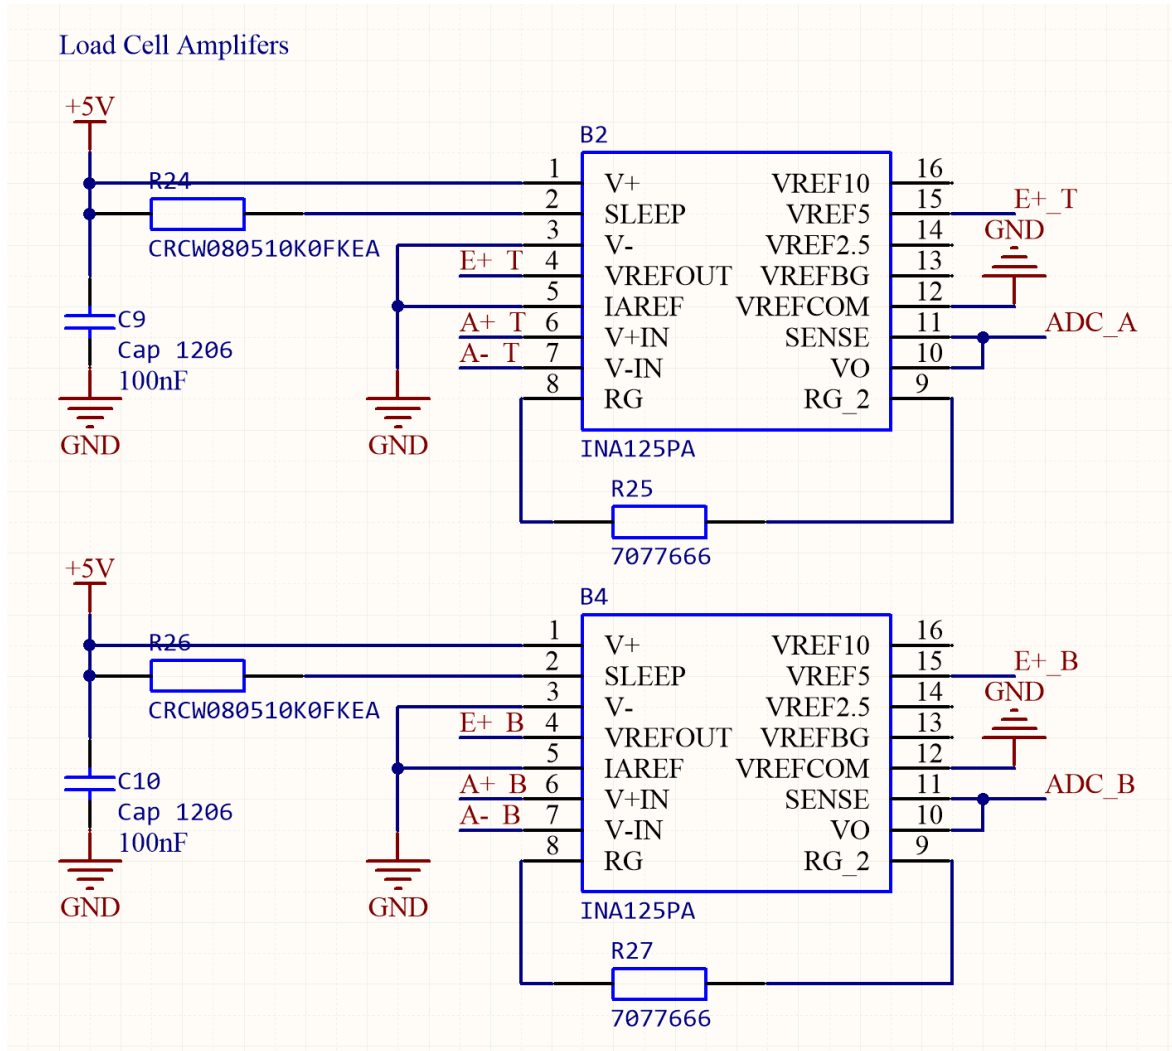 Load Cell Amplifers
+5V
R24
CRCW080510K0FKEA
C9
Cap 1206
100nF
GND
GND
E+_T
A+_T
A-_T
B2
1
2
3
4
5
6
7
8
V+
SLEEP
V-
VREFOUT
IAREF
V+IN
V-IN
RG
VREF10
VREF5
VREF2.5
VREFBG
VREFCOM
SENSE
VO
RG_2
16
15
14
13
12
11
10
9
E+_T
GND
ADC_A
INA125PA
R25
7077666
+5V
R26
CRCW080510K0FKEA
C10
Cap 1206
100nF
GND
GND
E+_B
A+_B
A-_B
B4
1
2
3
4
5
6
7
8
V+
SLEEP
V-
VREFOUT
IAREF
V+IN
V-IN
RG
VREF10
VREF5
VREF2.5
VREFBG
VREFCOM
SENSE
VO
RG_2
16
15
14
13
12
11
10
9
E+_B
GND
ADC_B
INA125PA
R27
7077666